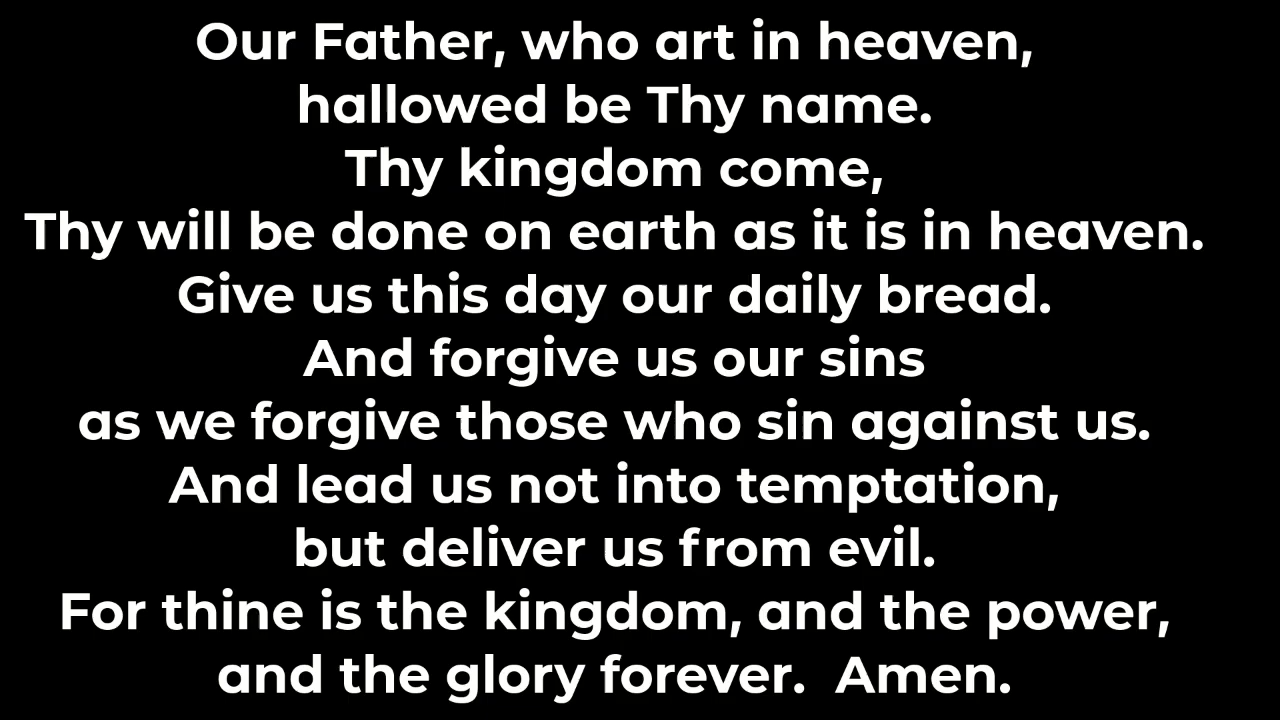 Our Father, who art in heaven,
hallowed be Thy name.
Thy kingdom come,
Thy will be done on earth as it is in heaven.
Give us this day our daily bread.
And forgive us our sins
as we forgive those who sin against us.
And lead us not into temptation,
but deliver us from evil.
For thine is the kingdom, and the power,
and the glory forever.  Amen.